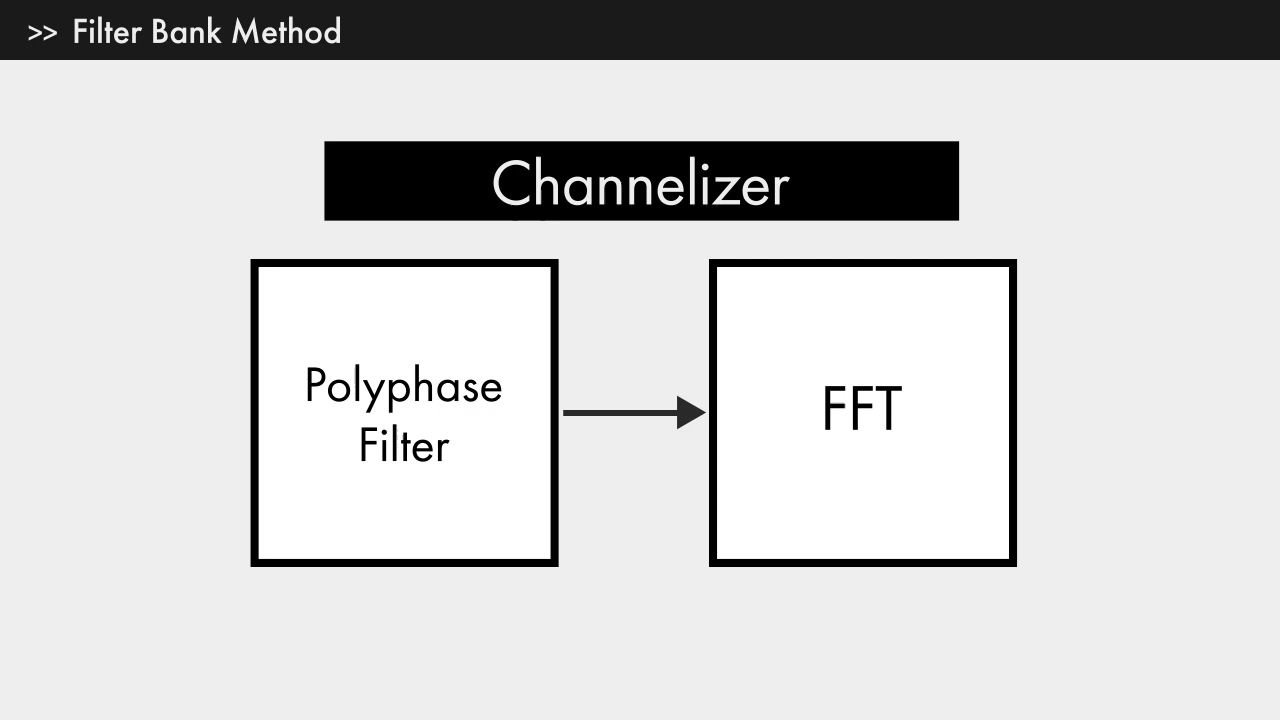 >> Filter Bank Method
Channelizer
Polyphase
Filter
FFT